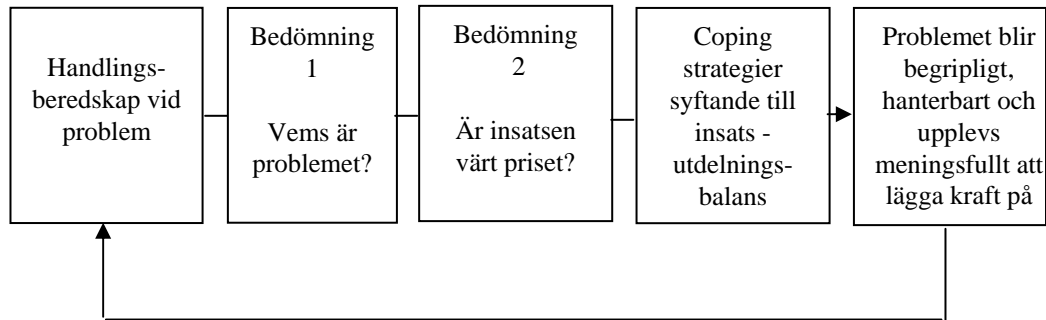 Handlings-
beredskap vid
problem
Bedömning
1
Vems är
problemet?
Bedömning
2
Är insatsen
värt priset?
Coping
strategier
syftande till
insats -
utdelnings-
balans
Problemet blir
begripligt,
hanterbart och
upplevs
meningsfullt att
lägga kraft på